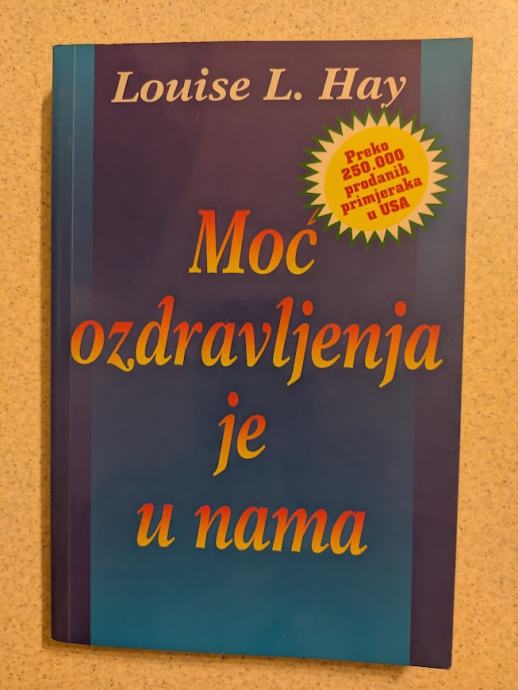 Louise L. Hay
Preko
250.000
prodanih
primjeraka
u USA
Moć
ozdravljenja
je
u nama